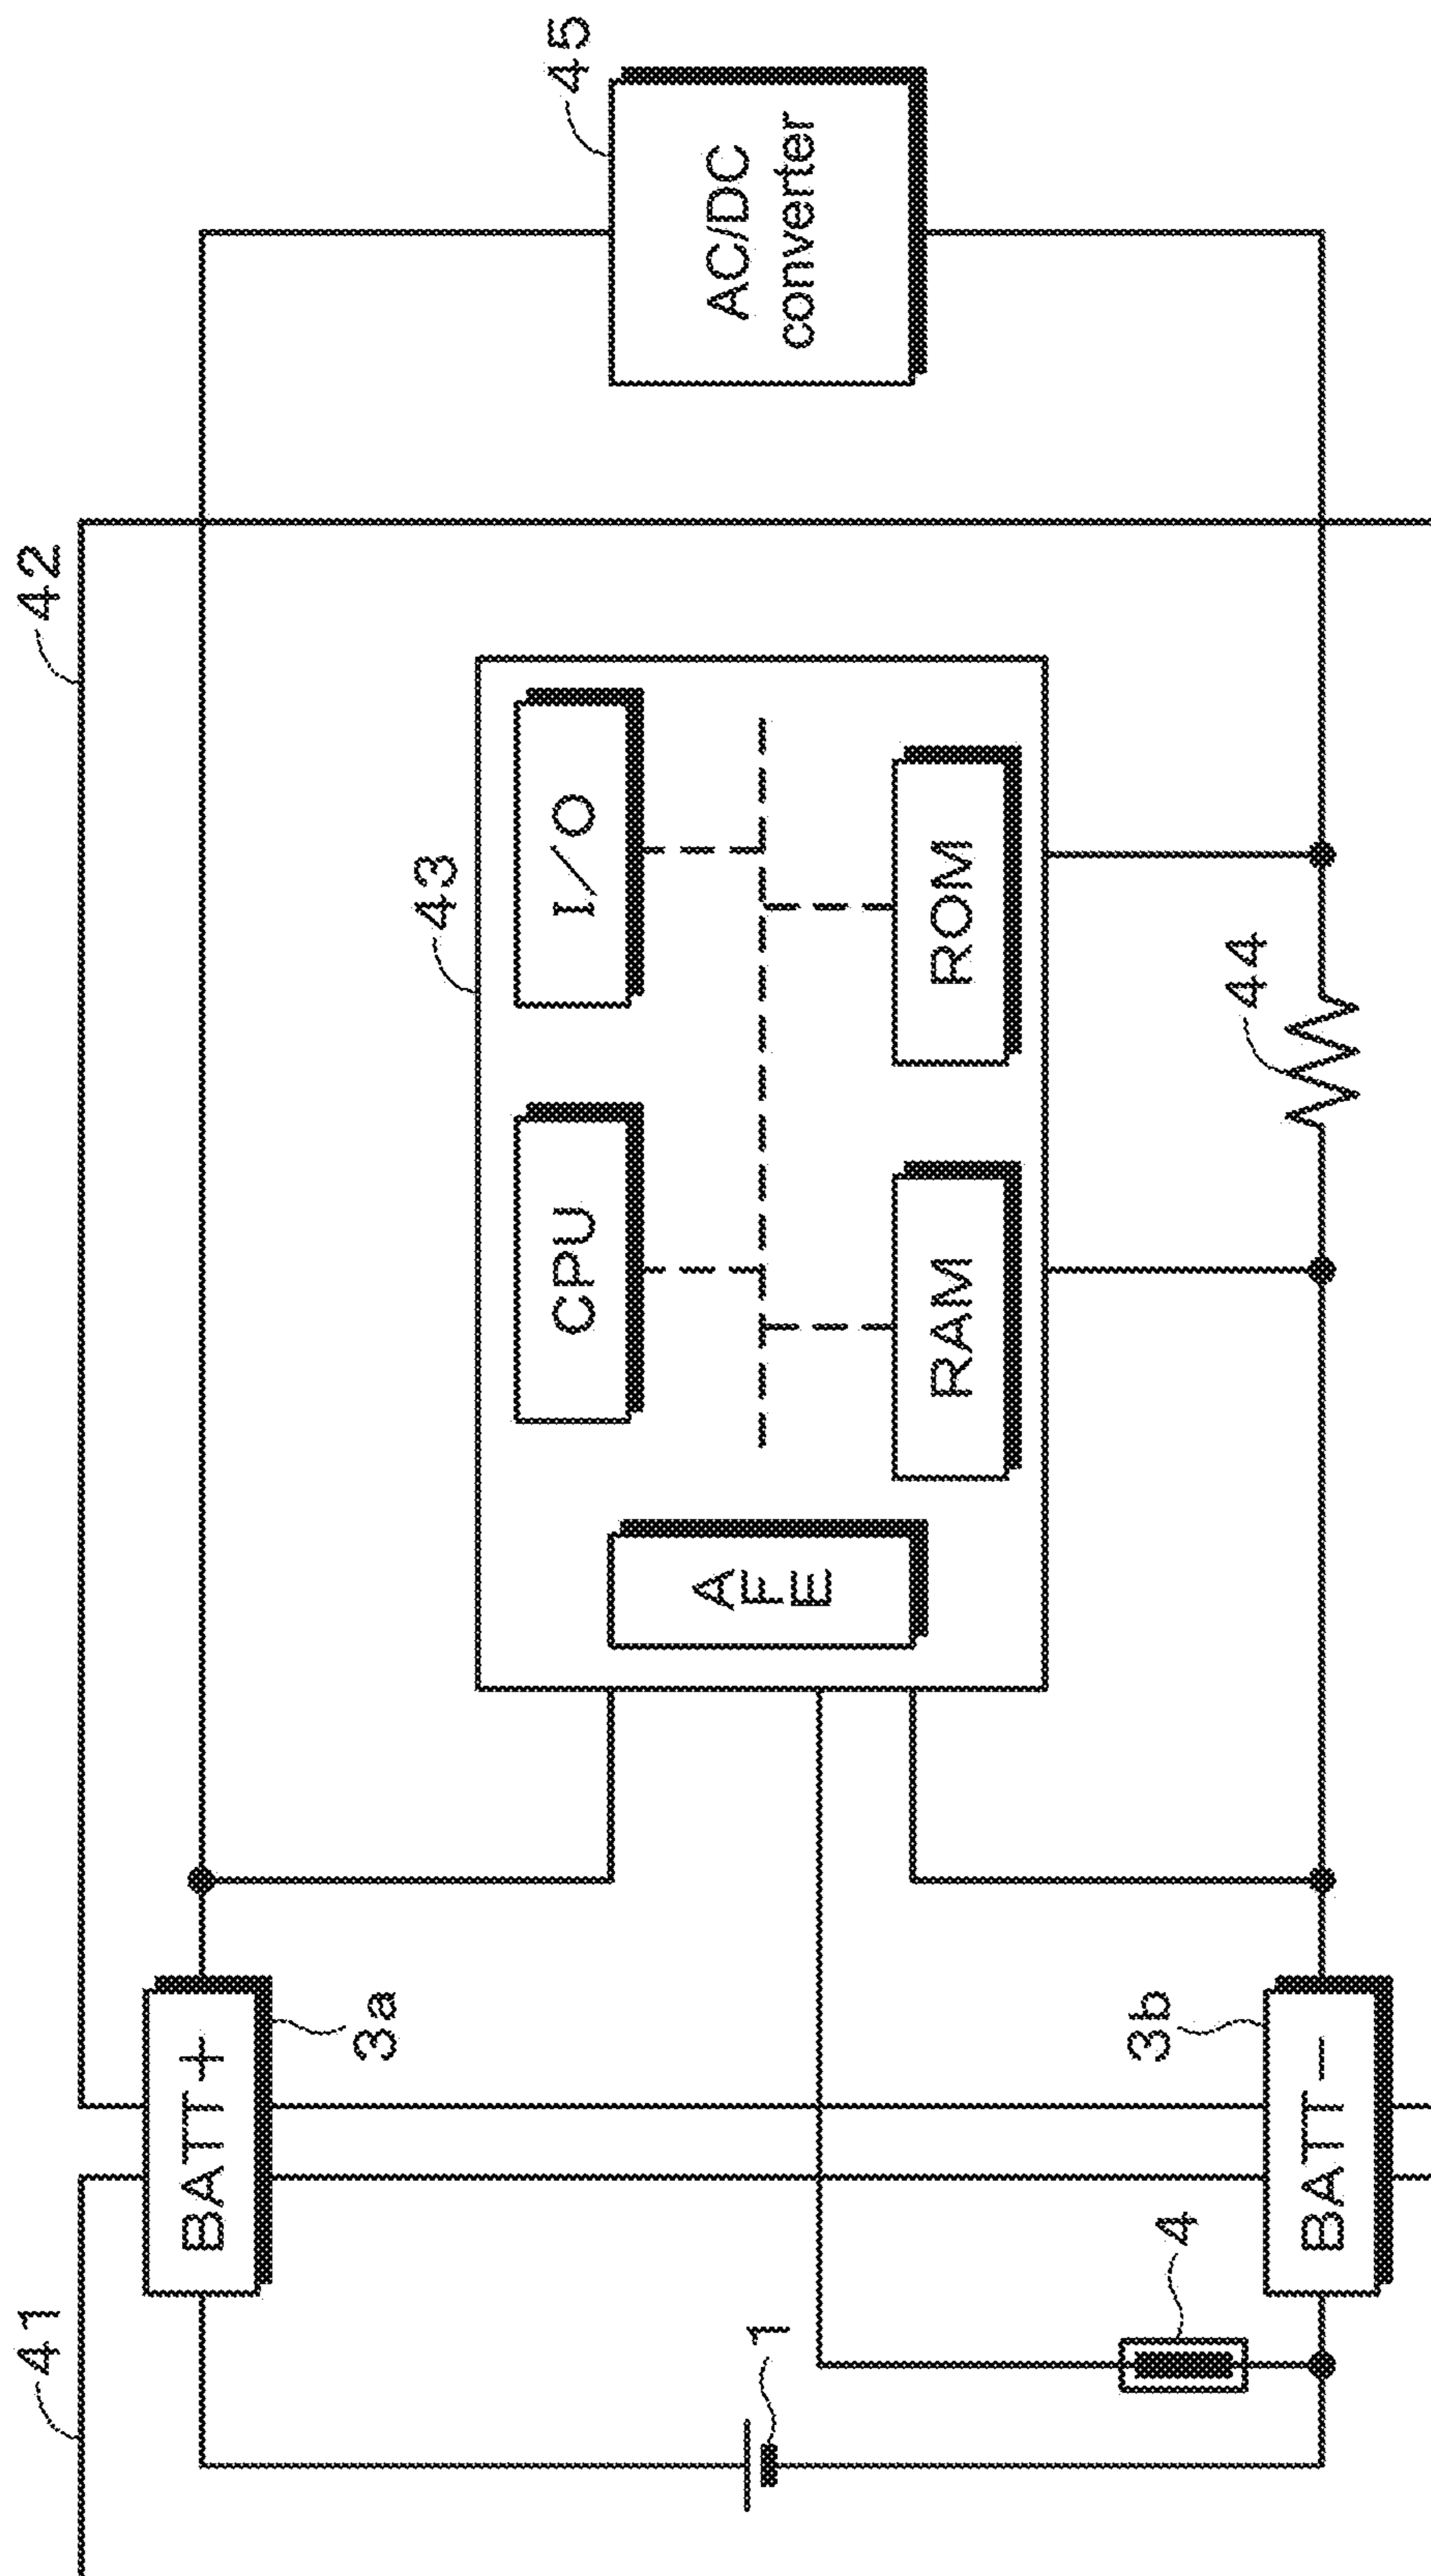 41
42
BATT+
3a
43
45
CPU
I/O
AFE
AC/DC
converter
1
RAM
ROM
4
3b
44
BATT−